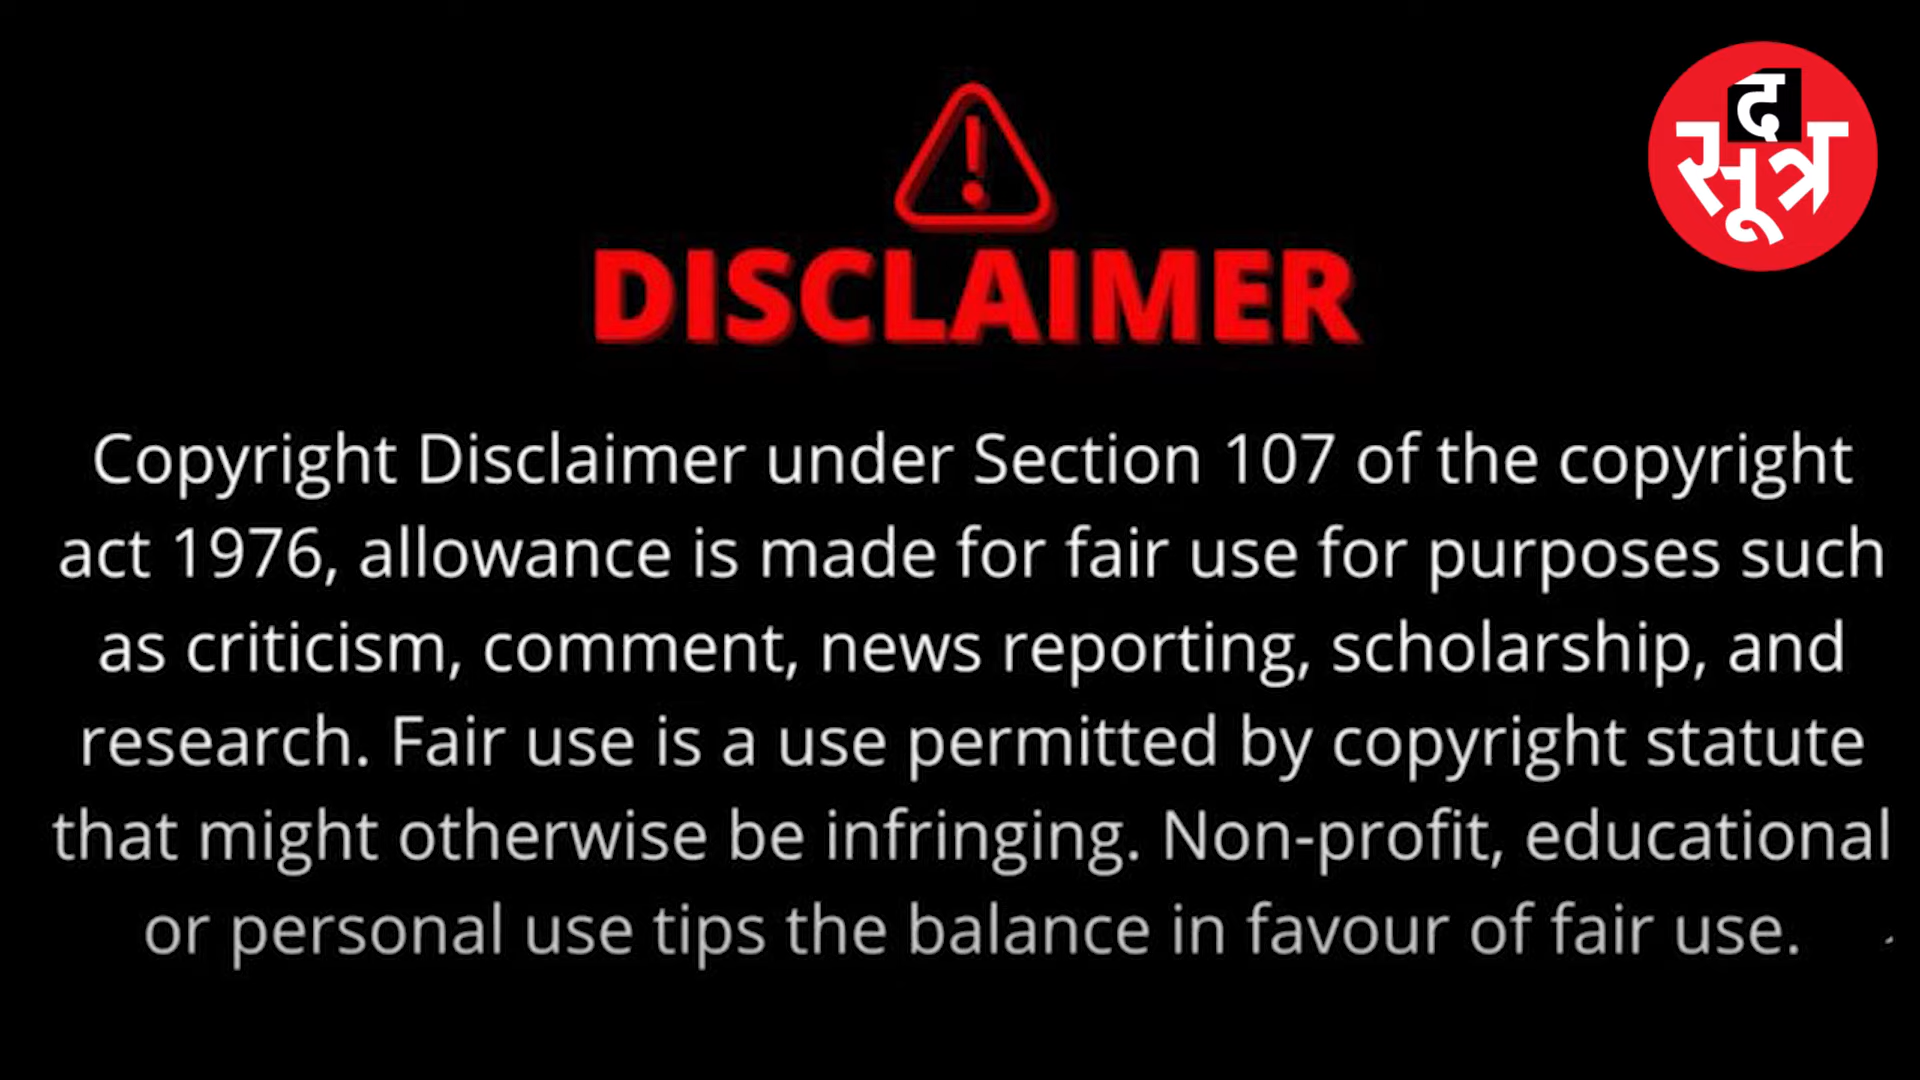 द
सूत्र
DISCLAIMER
Copyright Disclaimer under Section 107 of the copyright
act 1976, allowance is made for fair use for purposes such
as criticism, comment, news reporting, scholarship, and
research. Fair use is a use permitted by copyright statute
that might otherwise be infringing. Non-profit, educational
or personal use tips the balance in favour of fair use.